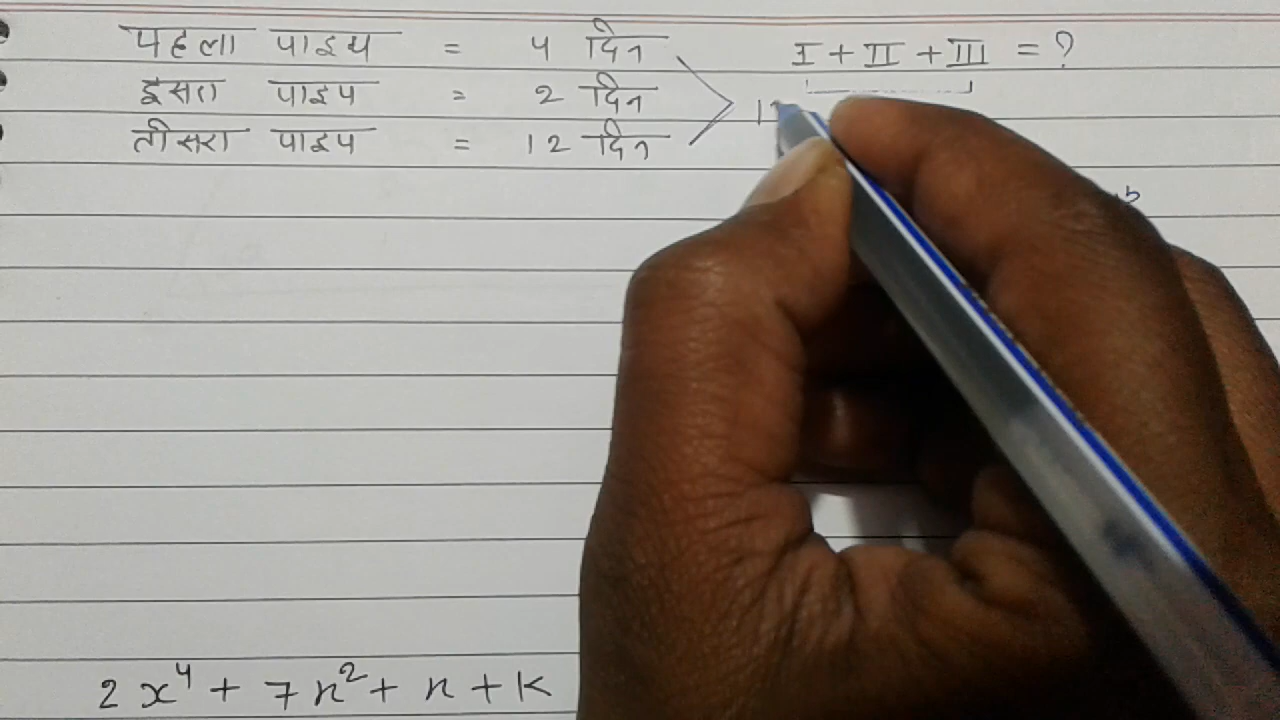 पहला पाइप = 4 दिन
दूसरा पाइप = 2 दिन
तीसरा पाइप = 12 दिन
I + II + III = ?
2x⁴ + 7x² + x + k